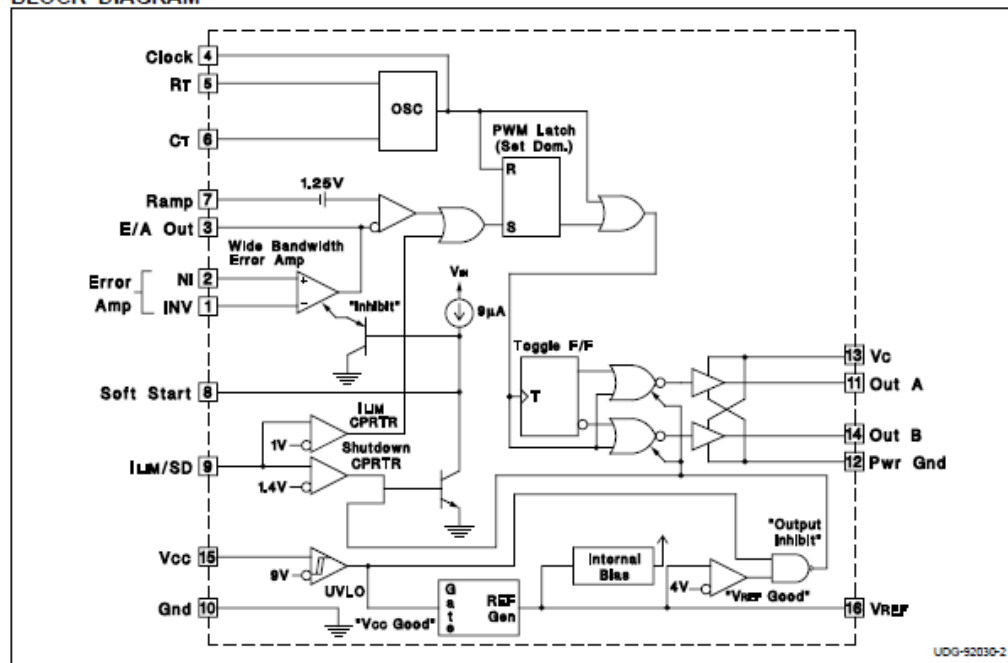 BLOCK DIAGRAM
Clock 4
RT 5
OSC
CT 6
PWM Latch
(Set Dom.)
R
S
1.25V
Ramp 7
E/A Out 3
Wide Bandwidth
Error Amp
Error
Amp
NI 2
INV 1
+
−
"Inhibit"
VIN
9µA
Toggle F/F
T
Soft Start 8
ILIM
CPRTR
1V
Shutdown
CPRTR
ILIM/SD 9
1.4V
13 Vc
11 Out A
14 Out B
12 Pwr Gnd
"Output
Inhibit"
Vcc 15
9V
UVLO
Internal
Bias
4V
"VREF Good"
Gnd 10
"Vcc Good"
Gate
REF
Gen
16 VREF
UDG-92030-2